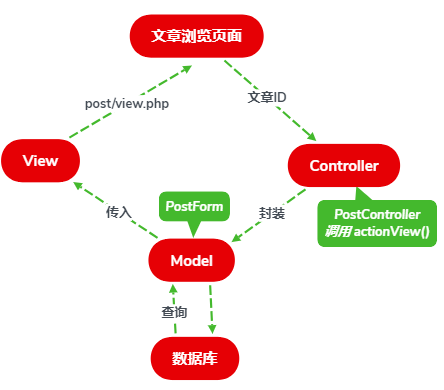 文章浏览页面
post/view.php
文章ID
View
Controller
PostForm
传入
封装
PostController
调用 actionView()
Model
查询
数据库